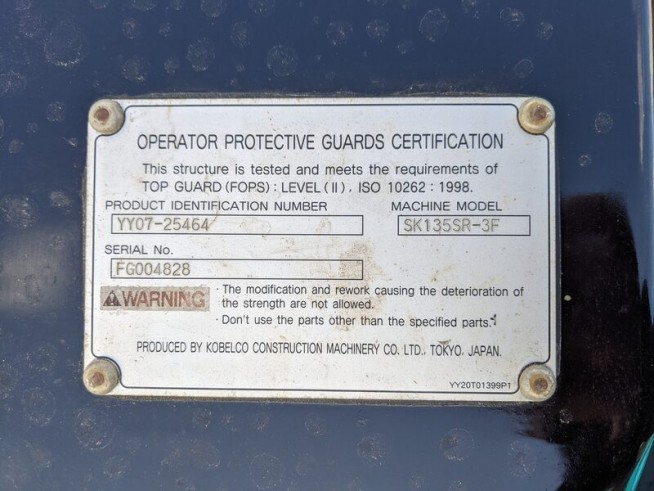 OPERATOR PROTECTIVE GUARDS CERTIFICATION
This structure is tested and meets the requirements of
TOP GUARD(FOPS) : LEVEL(II), ISO 10262 : 1998.
PRODUCT IDENTIFICATION NUMBER
MACHINE MODEL
YY07-25464
SK135SR-3F
SERIAL No.
FG004828
WARNING
· The modification and rework causing the deterioration of
the strength are not allowed.
· Don't use the parts other than the specified parts.
PRODUCED BY KOBELCO CONSTRUCTION MACHINERY CO. LTD., TOKYO, JAPAN.
YY20T01399P1